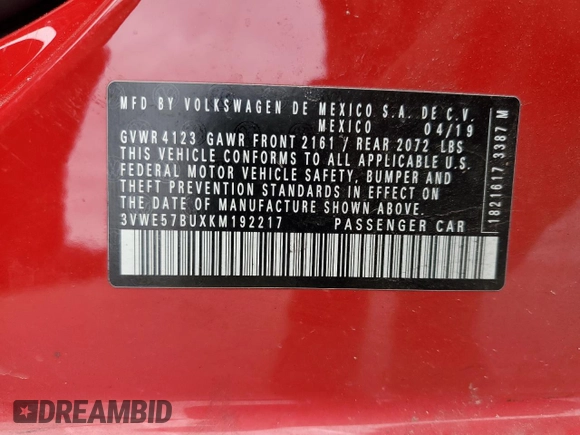 MFD BY VOLKSWAGEN DE MEXICO S.A. DE C.V.
MEXICO 04/19
GVWR 4123 GAWR FRONT 2161 / REAR 2072 LBS
THIS VEHICLE CONFORMS TO ALL APPLICABLE U.S.
FEDERAL MOTOR VEHICLE SAFETY, BUMPER AND
THEFT PREVENTION STANDARDS IN EFFECT ON
THE DATE OF MANUFACTURE SHOWN ABOVE.
3VWE57BUXKM192217 PASSENGER CAR
1821617 3387 M
DREAMBID